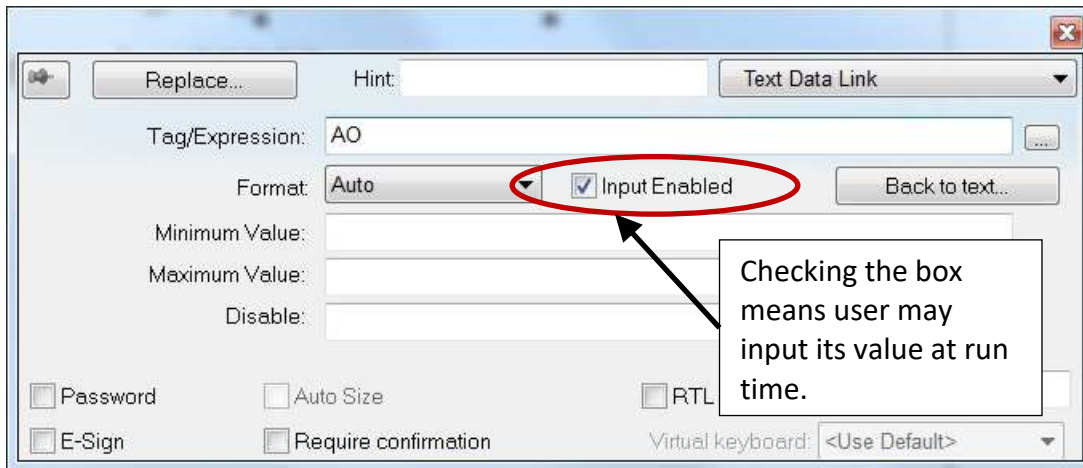 Replace...
Hint:
Text Data Link
Tag/Expression:
AO
...
Format:
Auto
Input Enabled
Back to text...
Minimum Value:
Maximum Value:
Disable:
Checking the box
means user may
input its value at run
time.
Password
Auto Size
RTL
E-Sign
Require confirmation
Virtual keyboard:
<Use Default>